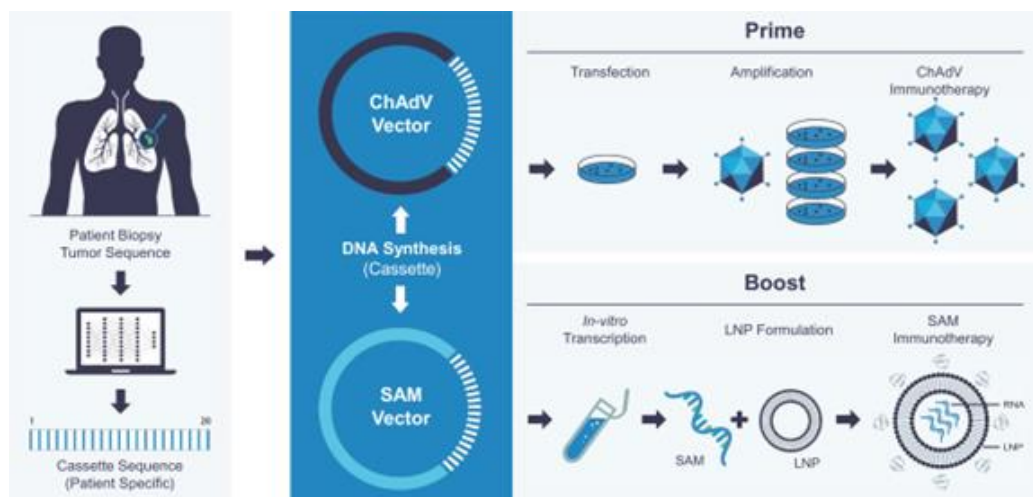 Patient Biopsy
Tumor Sequence
1 20
Cassette Sequence
(Patient Specific)
ChAdV
Vector
DNA Synthesis
(Cassette)
SAM
Vector
Prime
Transfection
Amplification
ChAdV
Immunotherapy
Boost
In-vitro
Transcription
LNP Formulation
SAM
Immunotherapy
SAM
+
LNP
RNA
LNP